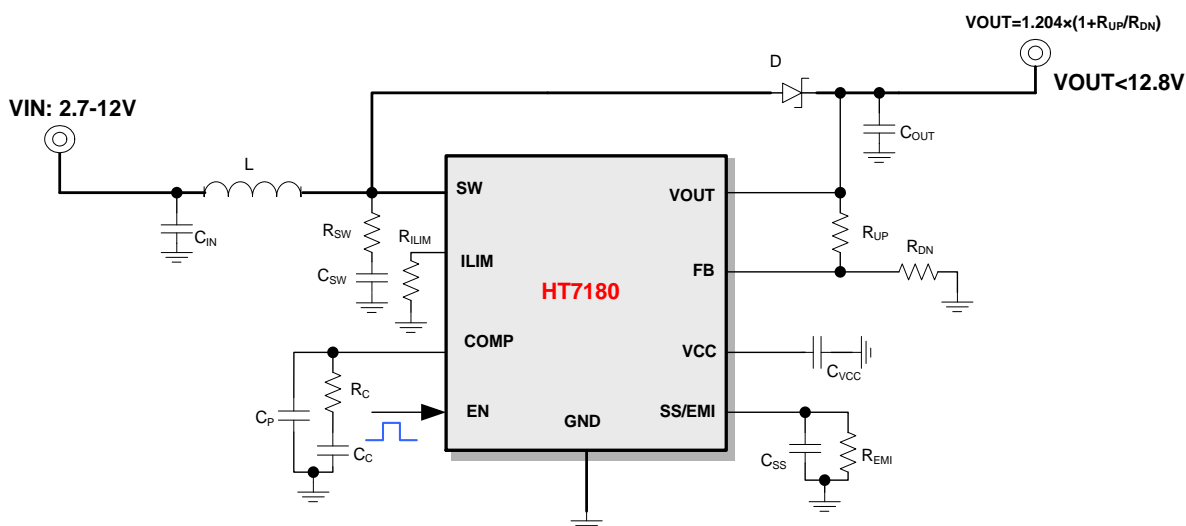 VOUT=1.204×(1+RUP/RDN)
D
VOUT<12.8V
VIN: 2.7-12V
COUT
L
SW
VOUT
RSW
RILIM
RUP
CIN
RDN
ILIM
FB
CSW
HT7180
COMP
VCC
CVCC
RC
CP
EN
SS/EMI
GND
CC
CSS
REMI